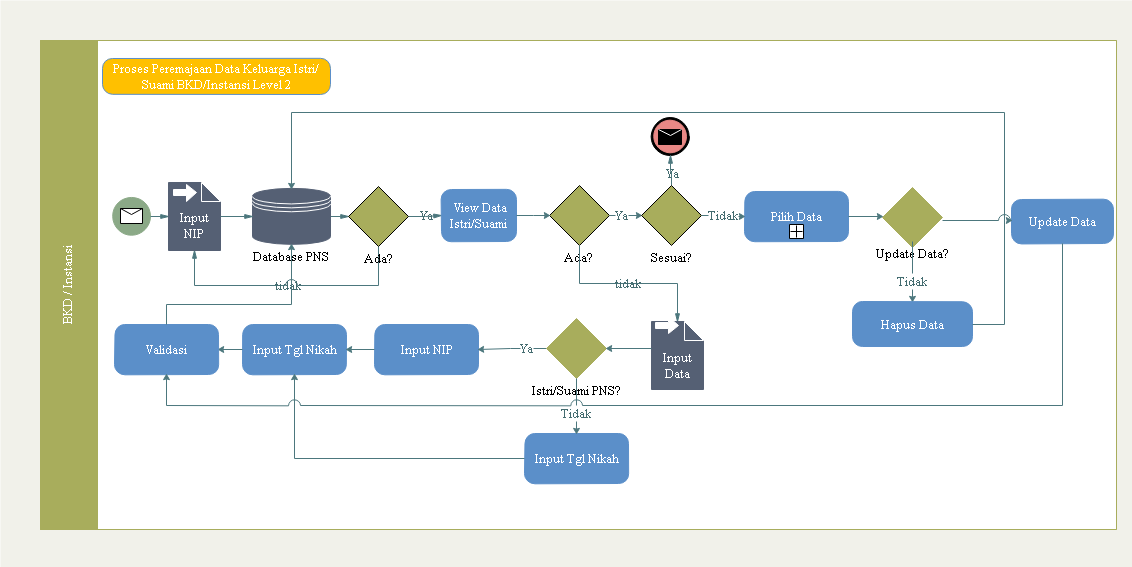 Proses Peremajaan Data Keluarga Istri/
Suami BKD/Instansi Level 2
BKD / Instansi
Input
NIP
Database PNS
Ada?
Ya
tidak
View Data
Istri/Suami
Ada?
Ya
tidak
Sesuai?
Ya
Tidak
Pilih Data
Update Data?
Tidak
Update Data
Hapus Data
Validasi
Input Tgl Nikah
Input NIP
Ya
Istri/Suami PNS?
Tidak
Input
Data
Input Tgl Nikah